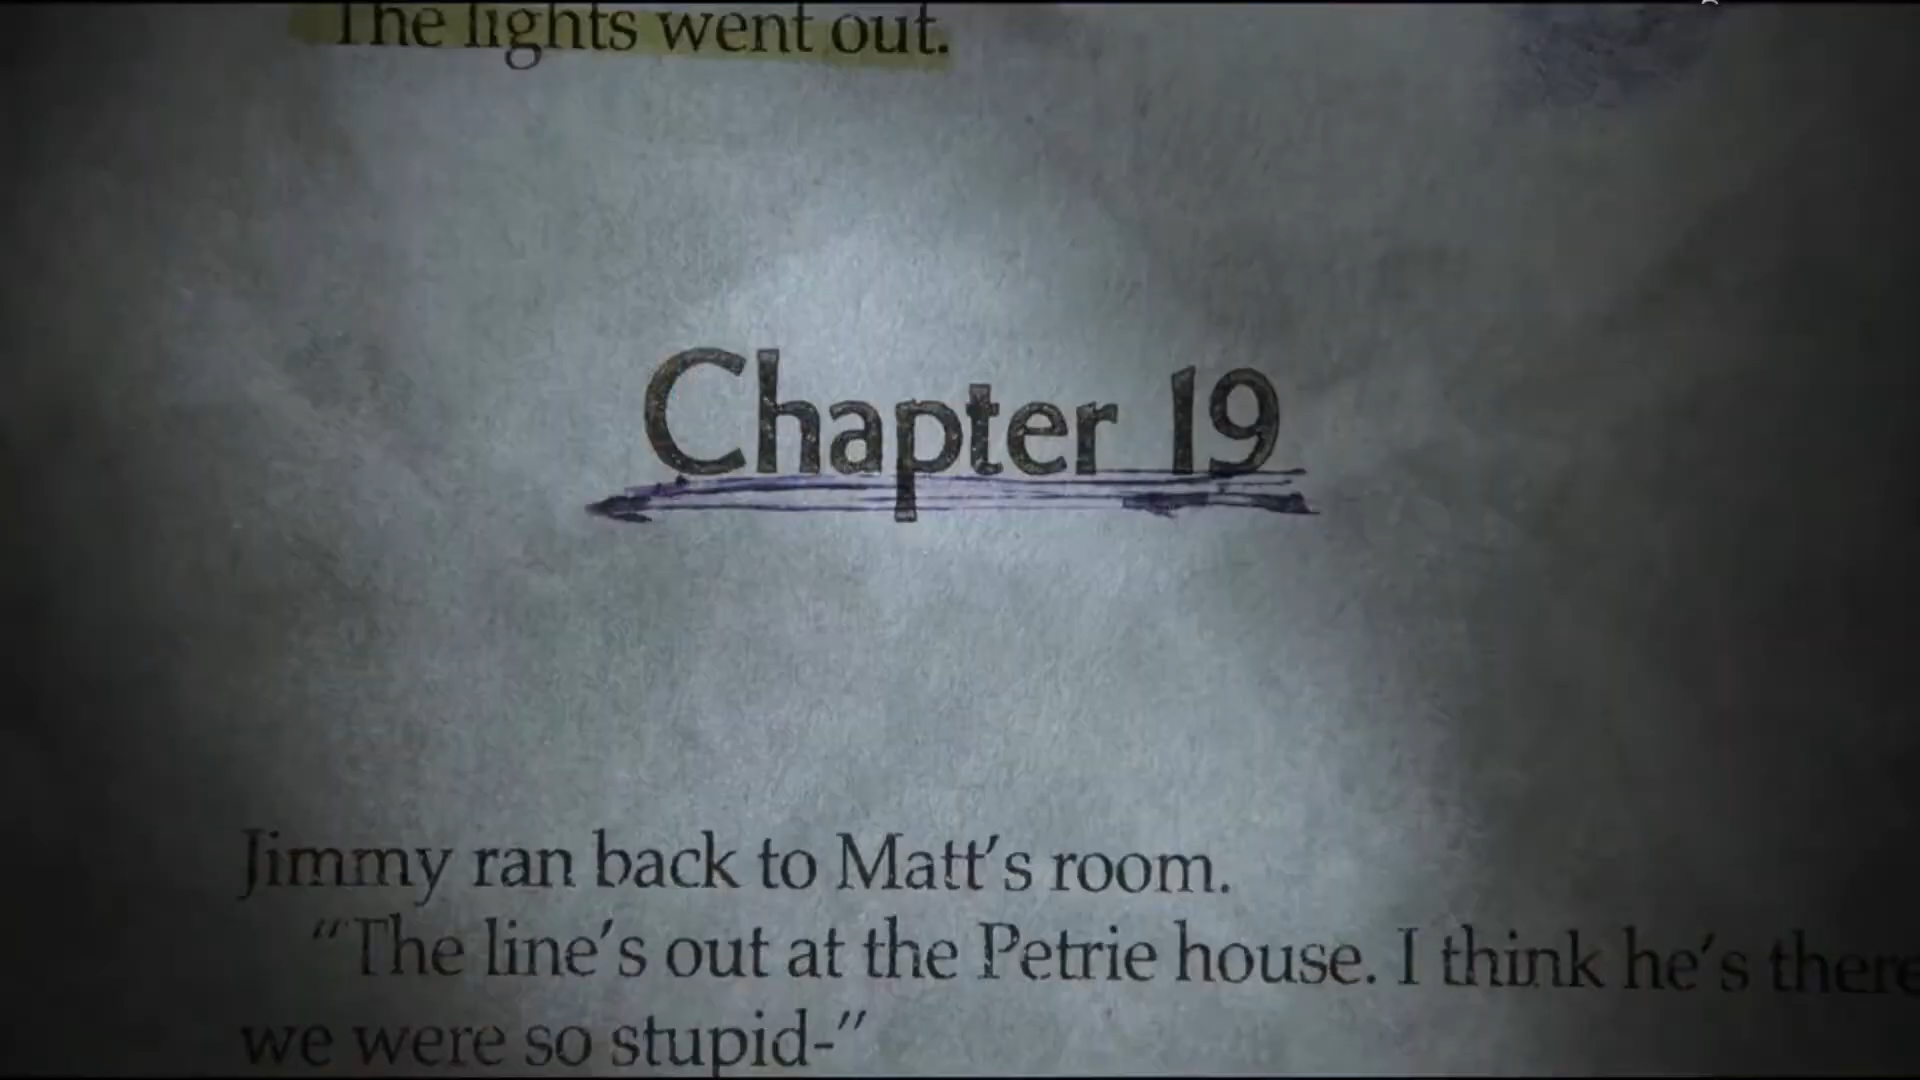 The lights went out.
Chapter 19
Jimmy ran back to Matt's room.
"The line's out at the Petrie house. I think he's there
we were so stupid-"